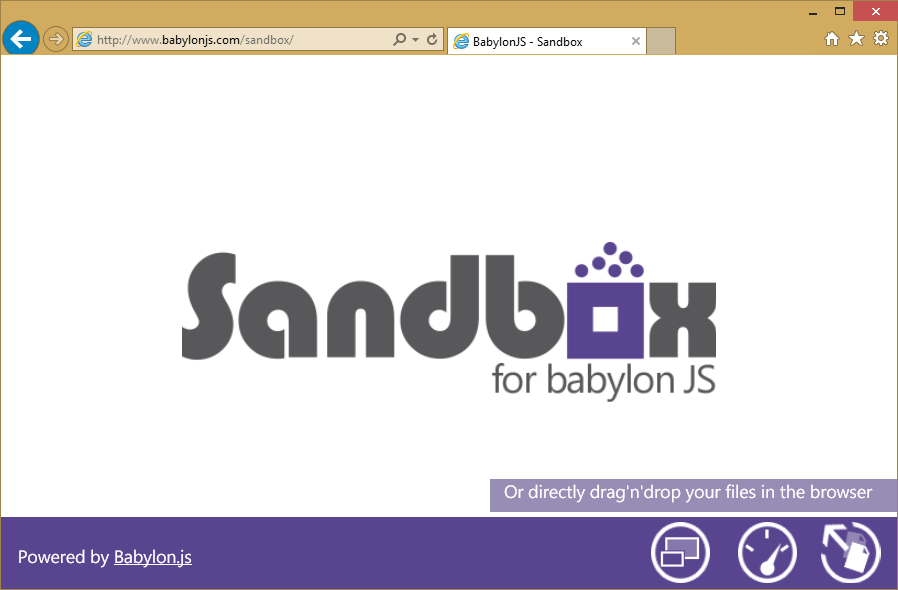 http://www.babylonjs.com/sandbox/
BabylonJS - Sandbox
Sandbox
for babylon JS
Or directly drag'n'drop your files in the browser
Powered by Babylon.js